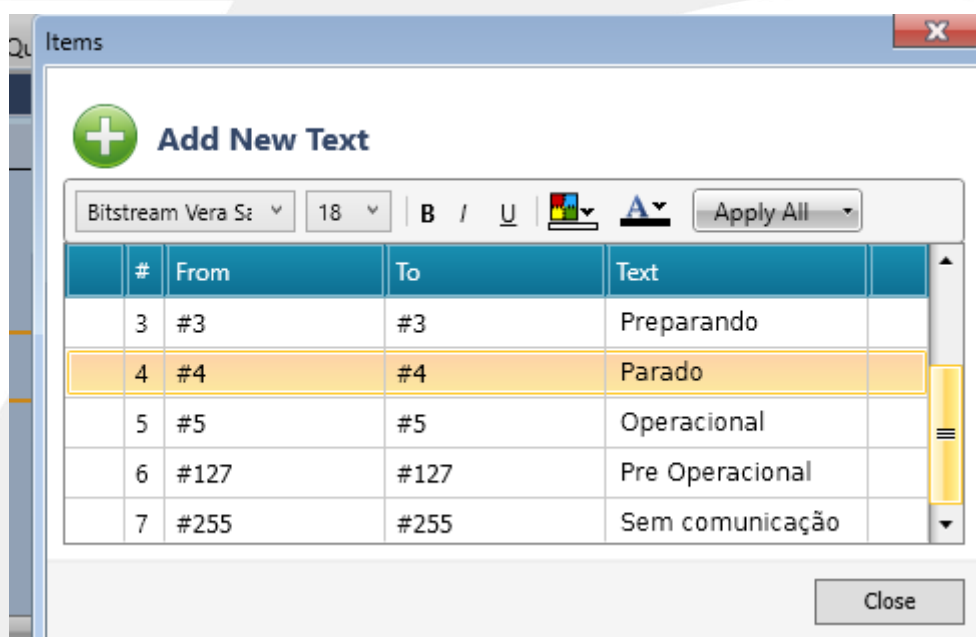 Qu
Items
Add New Text
Bitstream Vera Sa 18 B I U A Apply All
# From To Text
3 #3 #3 Preparando
4 #4 #4 Parado
5 #5 #5 Operacional
6 #127 #127 Pre Operacional
7 #255 #255 Sem comunicação
Close